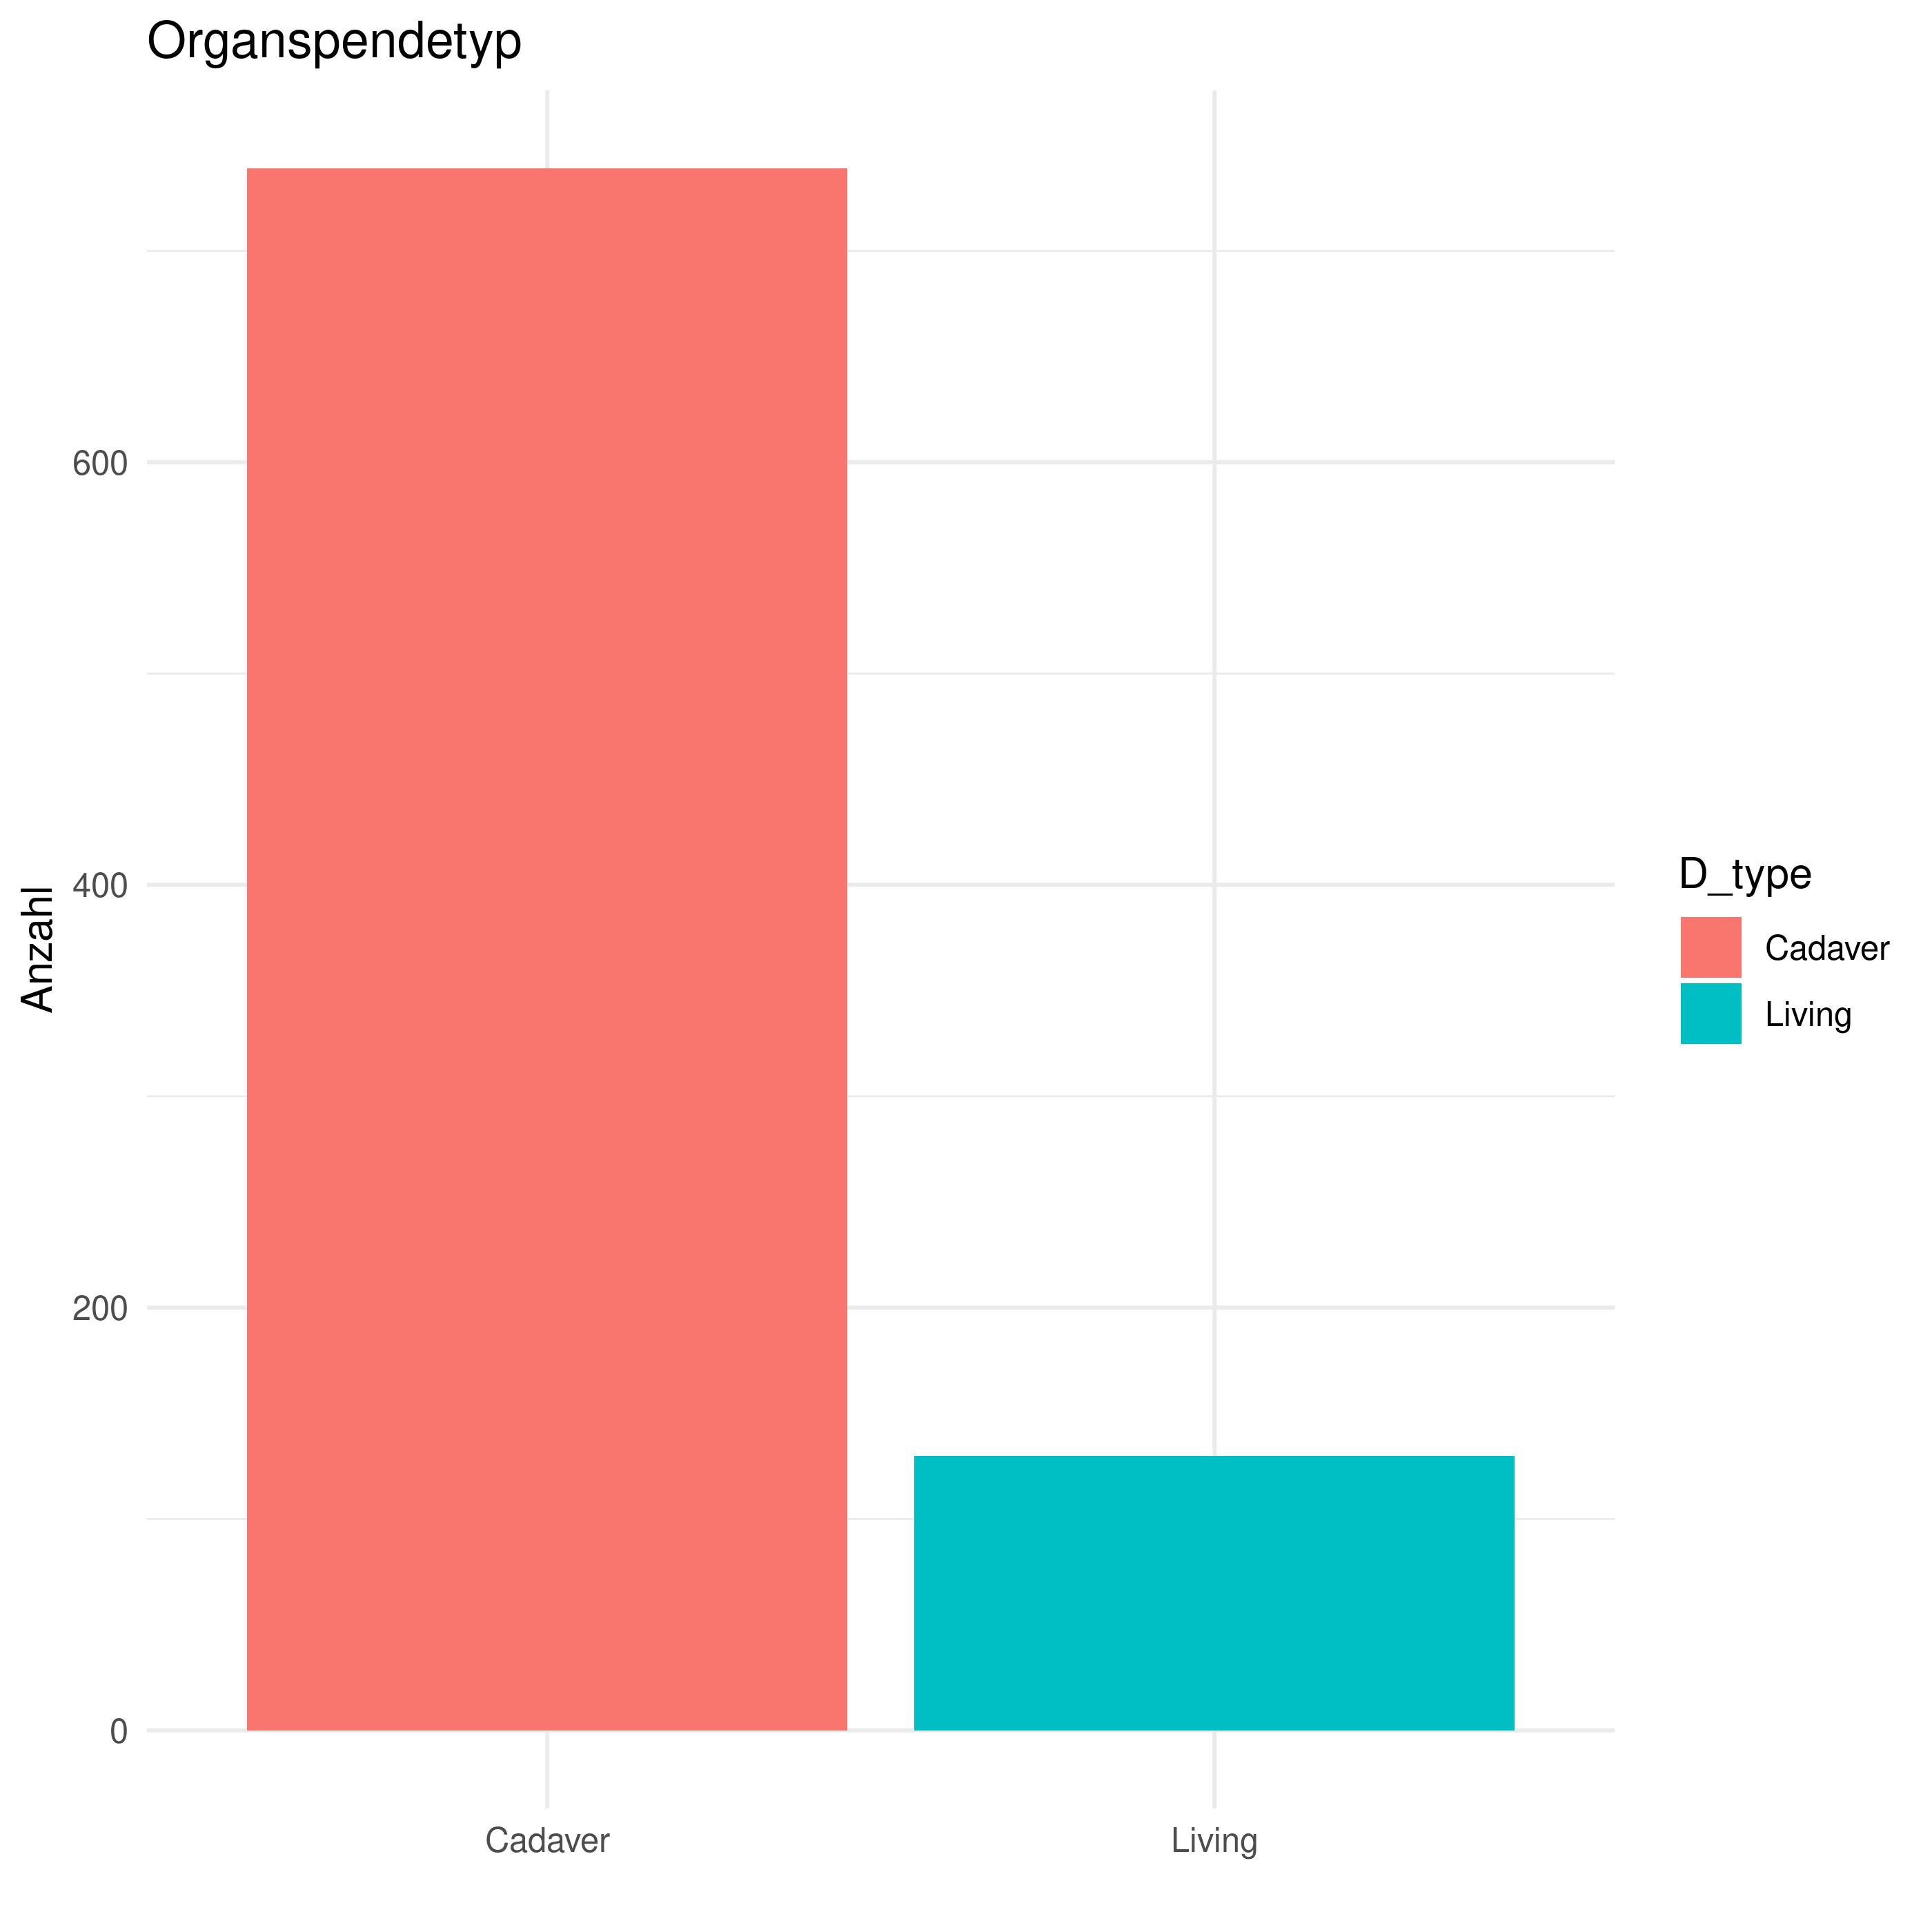 Organspendetyp
Anzahl
600
400
200
0
Cadaver
Living
D_type
Cadaver
Living